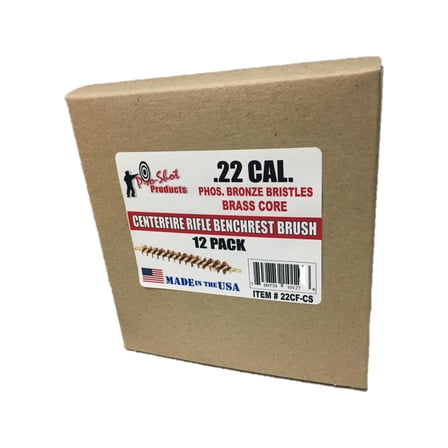 Pro-Shot
Products
.22 CAL.
PHOS. BRONZE BRISTLES
BRASS CORE
CENTERFIRE RIFLE BENCHREST BRUSH
12 PACK
MADE IN THE USA
ITEM # 22CF-CS